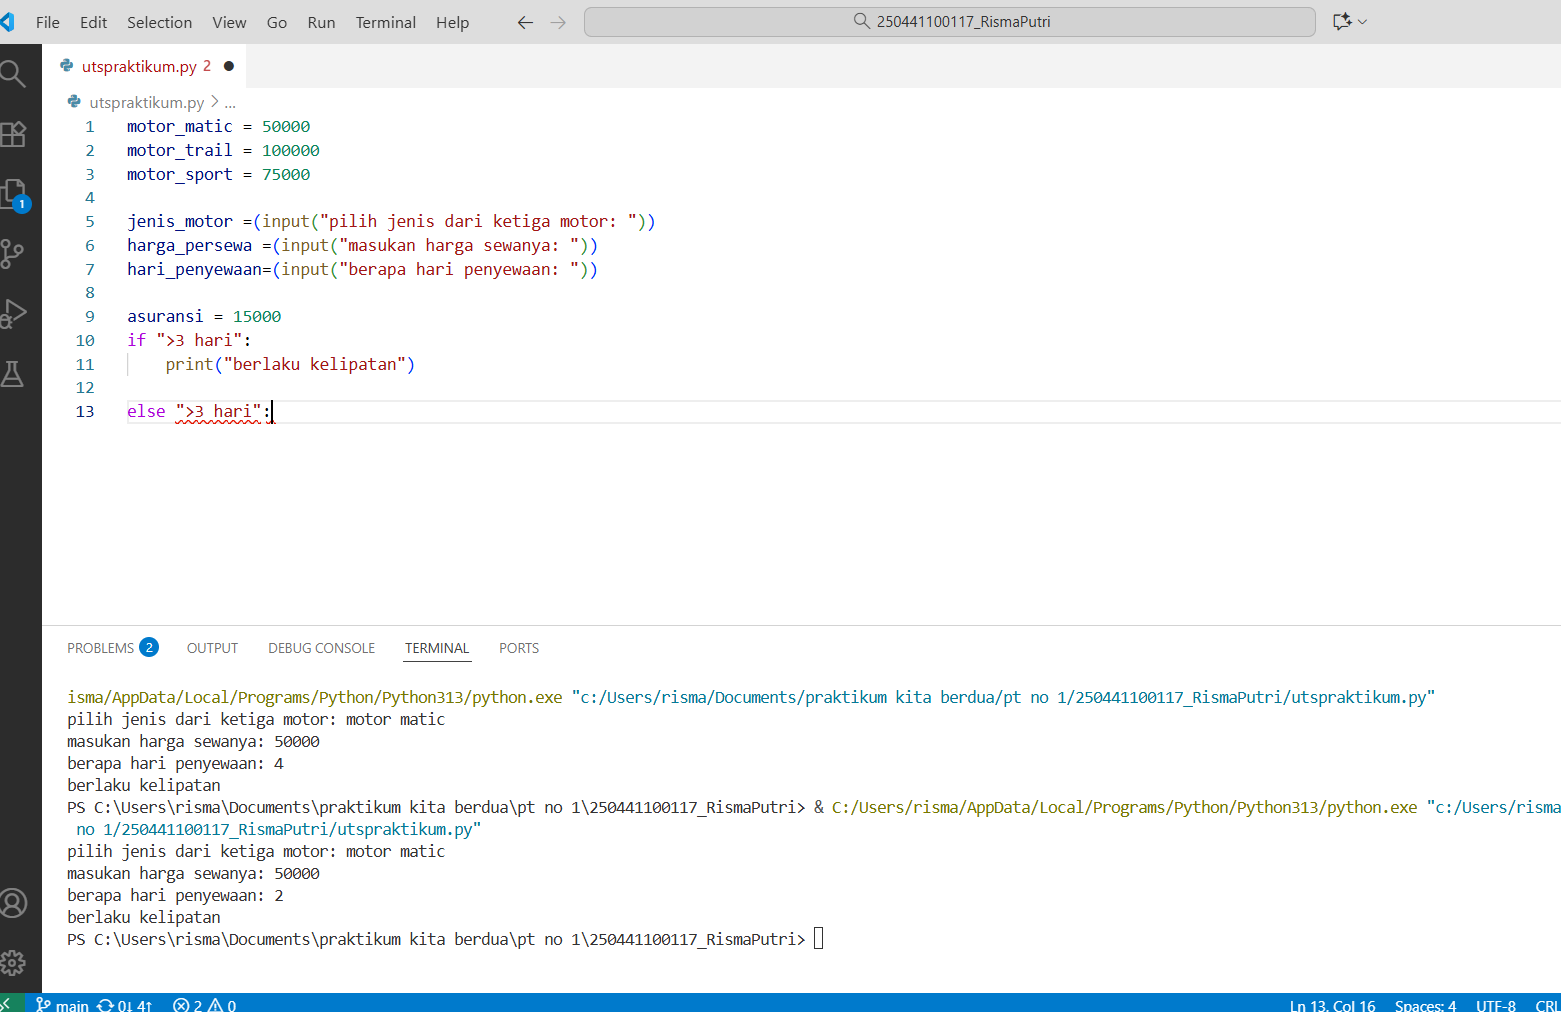 File Edit Selection View Go Run Terminal Help 250441100117_RismaPutri
utspraktikum.py 2
utspraktikum.py > ...
1 motor_matic = 50000
2 motor_trail = 100000
3 motor_sport = 75000
4
5 jenis_motor =(input("pilih jenis dari ketiga motor: "))
6 harga_persewa =(input("masukan harga sewanya: "))
7 hari_penyewaan=(input("berapa hari penyewaan: "))
8
9 asuransi = 15000
10 if ">3 hari":
11 print("berlaku kelipatan")
12
13 else ">3 hari":
1
PROBLEMS 2 OUTPUT DEBUG CONSOLE TERMINAL PORTS
isma/AppData/Local/Programs/Python/Python313/python.exe "c:/Users/risma/Documents/praktikum kita berdua/pt no 1/250441100117_RismaPutri/utspraktikum.py"
pilih jenis dari ketiga motor: motor matic
masukan harga sewanya: 50000
berapa hari penyewaan: 4
berlaku kelipatan
PS C:\Users\risma\Documents\praktikum kita berdua\pt no 1\250441100117_RismaPutri> & C:/Users/risma/AppData/Local/Programs/Python/Python313/python.exe "c:/Users/risma
no 1/250441100117_RismaPutri/utspraktikum.py"
pilih jenis dari ketiga motor: motor matic
masukan harga sewanya: 50000
berapa hari penyewaan: 2
berlaku kelipatan
PS C:\Users\risma\Documents\praktikum kita berdua\pt no 1\250441100117_RismaPutri>
main 0↓ 4↑ 2 0 Ln 13, Col 16 Spaces: 4 UTF-8 CRL